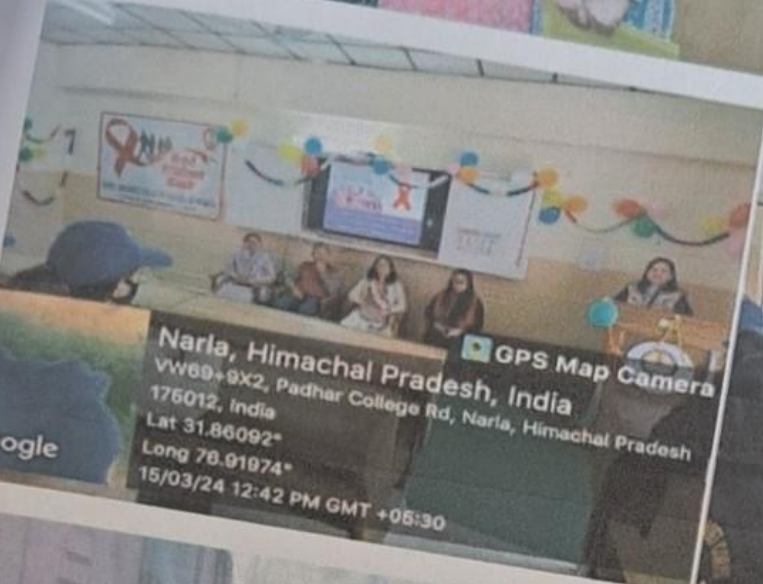 GPS Map Camera
Narla, Himachal Pradesh, India
VW69+9X2, Padhar College Rd, Narla, Himachal Pradesh
175012, India
Lat 31.86092°
Long 76.91974°
15/03/24 12:42 PM GMT +05:30
ogle